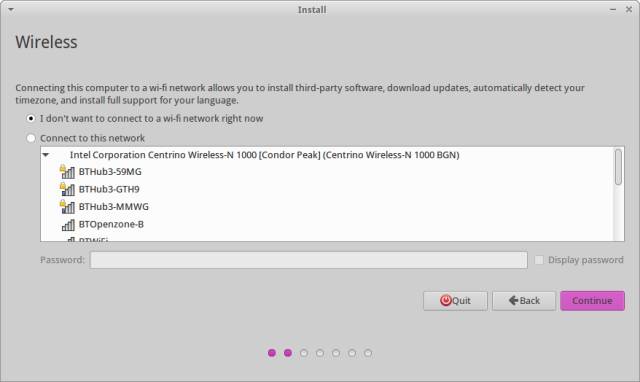 Install
Wireless
Connecting this computer to a wi-fi network allows you to install third-party software, download updates, automatically detect your
timezone, and install full support for your language.
I don't want to connect to a wi-fi network right now
Connect to this network
Intel Corporation Centrino Wireless-N 1000 [Condor Peak] (Centrino Wireless-N 1000 BGN)
BTHub3-59MG
BTHub3-GTH9
BTHub3-MMWG
BTOpenzone-B
BTWiFi
Password:
Display password
Quit
Back
Continue